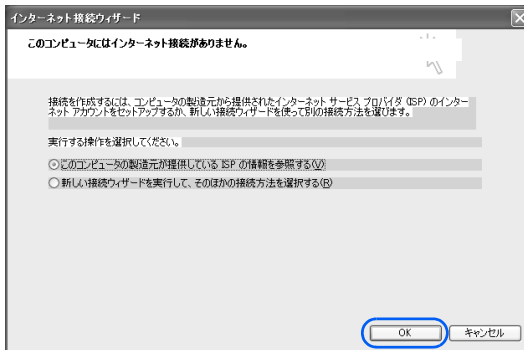 インターネット接続ウィザード
このコンピュータにはインターネット接続がありません。
接続を作成するには、コンピュータの製造元から提供されたインターネット サービス プロバイダ (ISP) のインター
ネット アカウントをセットアップするか、新しい接続ウィザードを使って別の接続方法を選びます。
実行する操作を選択してください。
このコンピュータの製造元が提供している ISP の情報を参照する(V)
新しい接続ウィザードを実行して、そのほかの接続方法を選択する(R)
OK
キャンセル